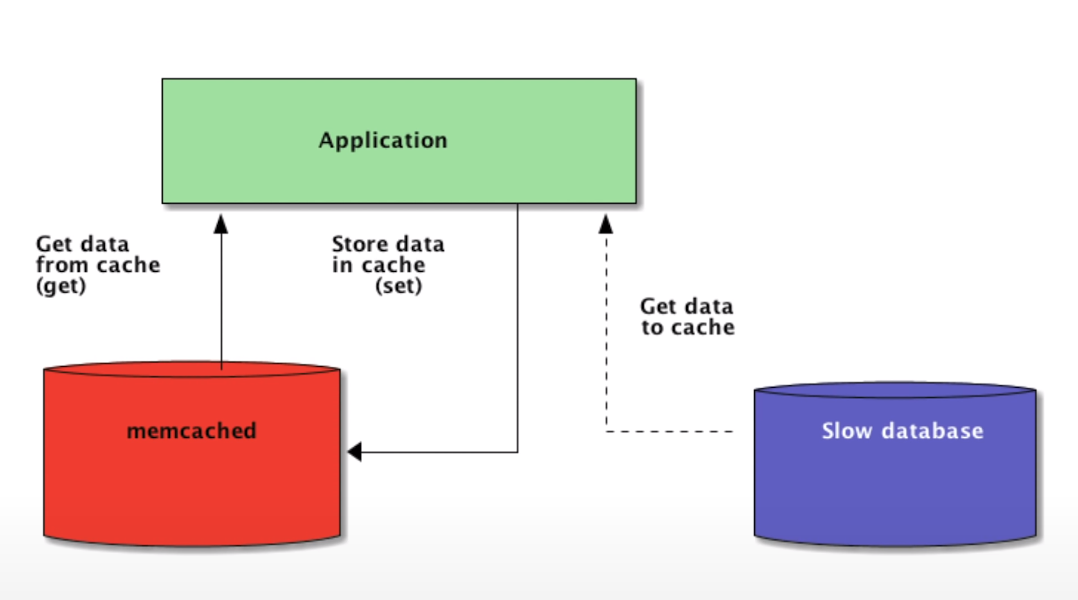 Application
Get data
from cache
(get)
Store data
in cache
(set)
Get data
to cache
memcached
Slow database